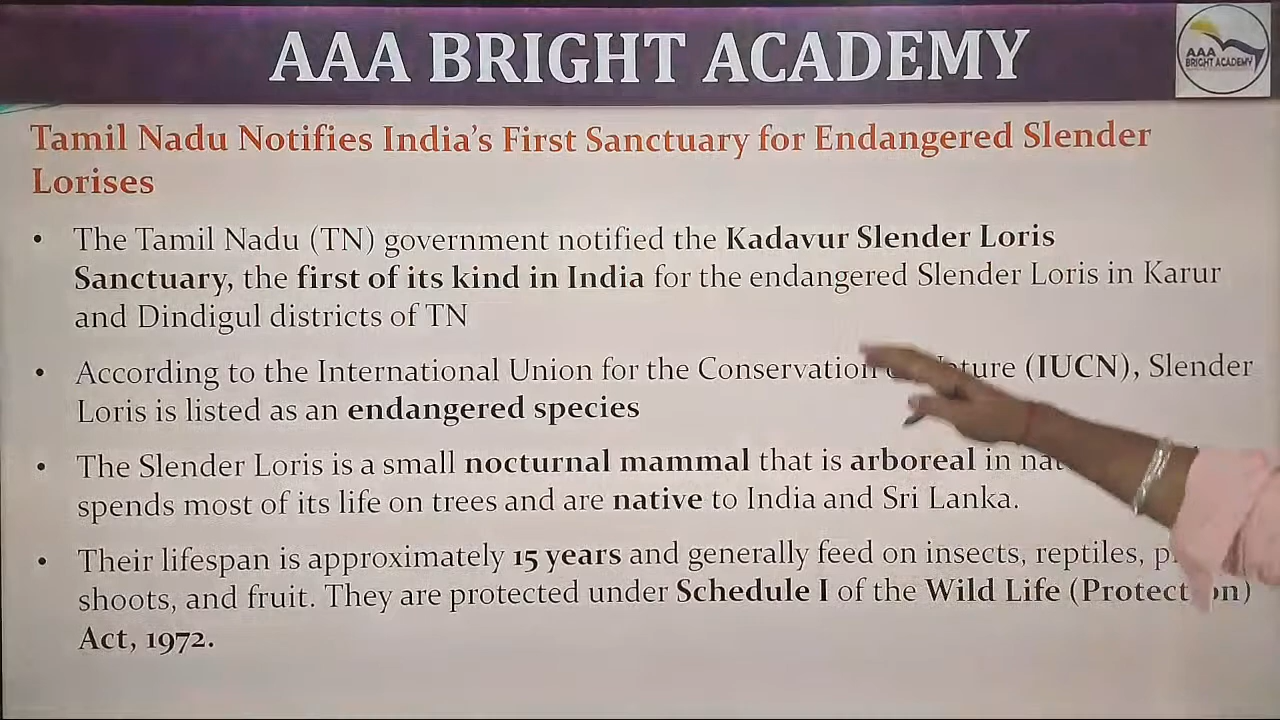 AAA BRIGHT ACADEMY
AAA
BRIGHT ACADEMY
Tamil Nadu Notifies India's First Sanctuary for Endangered Slender
Lorises
• The Tamil Nadu (TN) government notified the Kadavur Slender Loris
Sanctuary, the first of its kind in India for the endangered Slender Loris in Karur
and Dindigul districts of TN
• According to the International Union for the Conservation Nature (IUCN), Slender
Loris is listed as an endangered species
• The Slender Loris is a small nocturnal mammal that is arboreal in
spends most of its life on trees and are native to India and Sri Lanka.
• Their lifespan is approximately 15 years and generally feed on insects, reptiles,
shoots, and fruit. They are protected under Schedule I of the Wild Life (Protection)
Act, 1972.